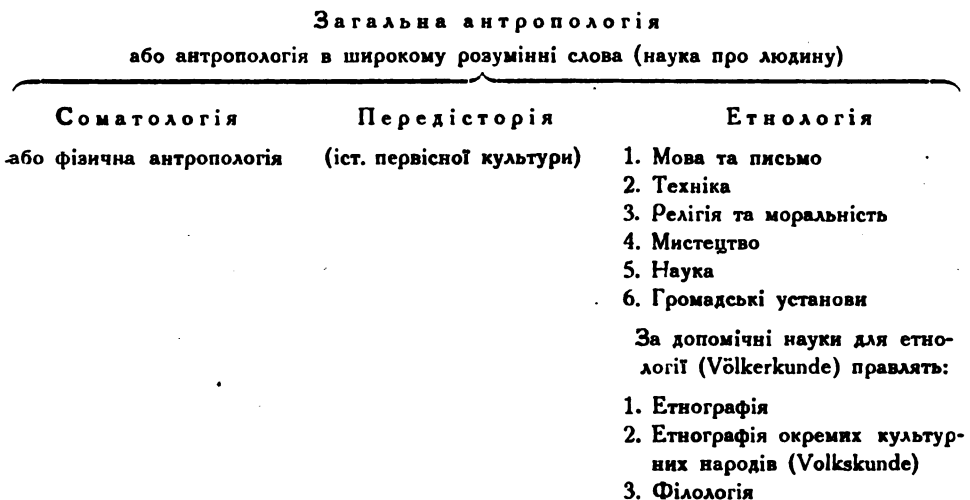 Загальна антропологія
або антропологія в широкому розумінні слова (наука про людину)
Соматологія
або фізична антропологія
Передісторія
(іст. первісної культури)
Етнологія
1. Мова та письмо
2. Техніка
3. Релігія та моральність
4. Мистецтво
5. Наука
6. Громадські установи
За допомічні науки для етно-
логії (Völkerkunde) правлять:
1. Етнографія
2. Етнографія окремих культур-
них народів (Volkskunde)
3. Філологія